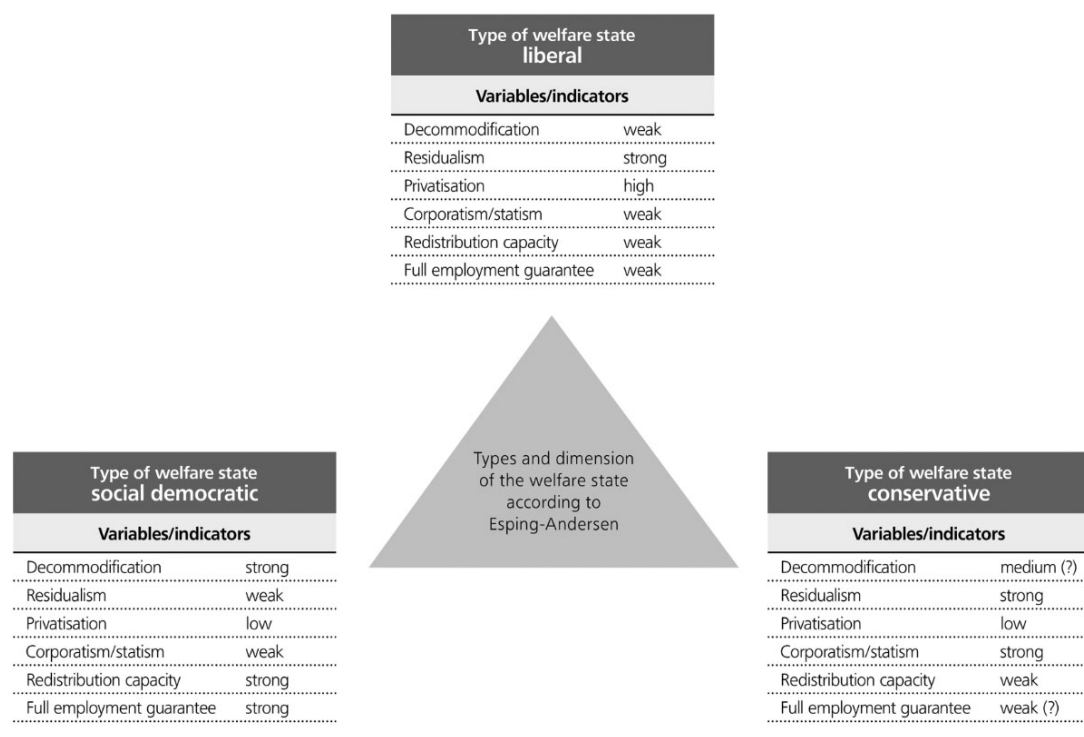 Type of welfare state
liberal
Variables/indicators
Decommodification weak
Residualism strong
Privatisation high
Corporatism/statism weak
Redistribution capacity weak
Full employment guarantee weak
Types and dimension
of the welfare state
according to
Esping-Andersen
Type of welfare state
social democratic
Variables/indicators
Decommodification strong
Residualism weak
Privatisation low
Corporatism/statism weak
Redistribution capacity strong
Full employment guarantee strong
Type of welfare state
conservative
Variables/indicators
Decommodification medium (?)
Residualism strong
Privatisation low
Corporatism/statism strong
Redistribution capacity weak
Full employment guarantee weak (?)